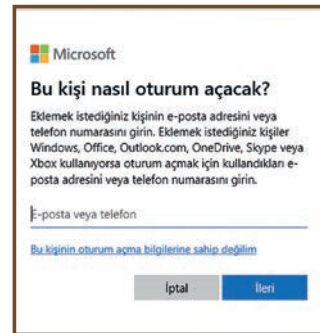 Microsoft
Bu kişi nasıl oturum açacak?
Eklemek istediğiniz kişinin e-posta adresini veya
telefon numarasını girin. Eklemek istediğiniz kişiler
Windows, Office, Outlook.com, OneDrive, Skype veya
Xbox kullanıyorsa oturum açmak için kullandıkları e-
posta adresini veya telefon numarasını girin.
E-posta veya telefon
Bu kişinin oturum açma bilgilerine sahip değilim
İptal İleri